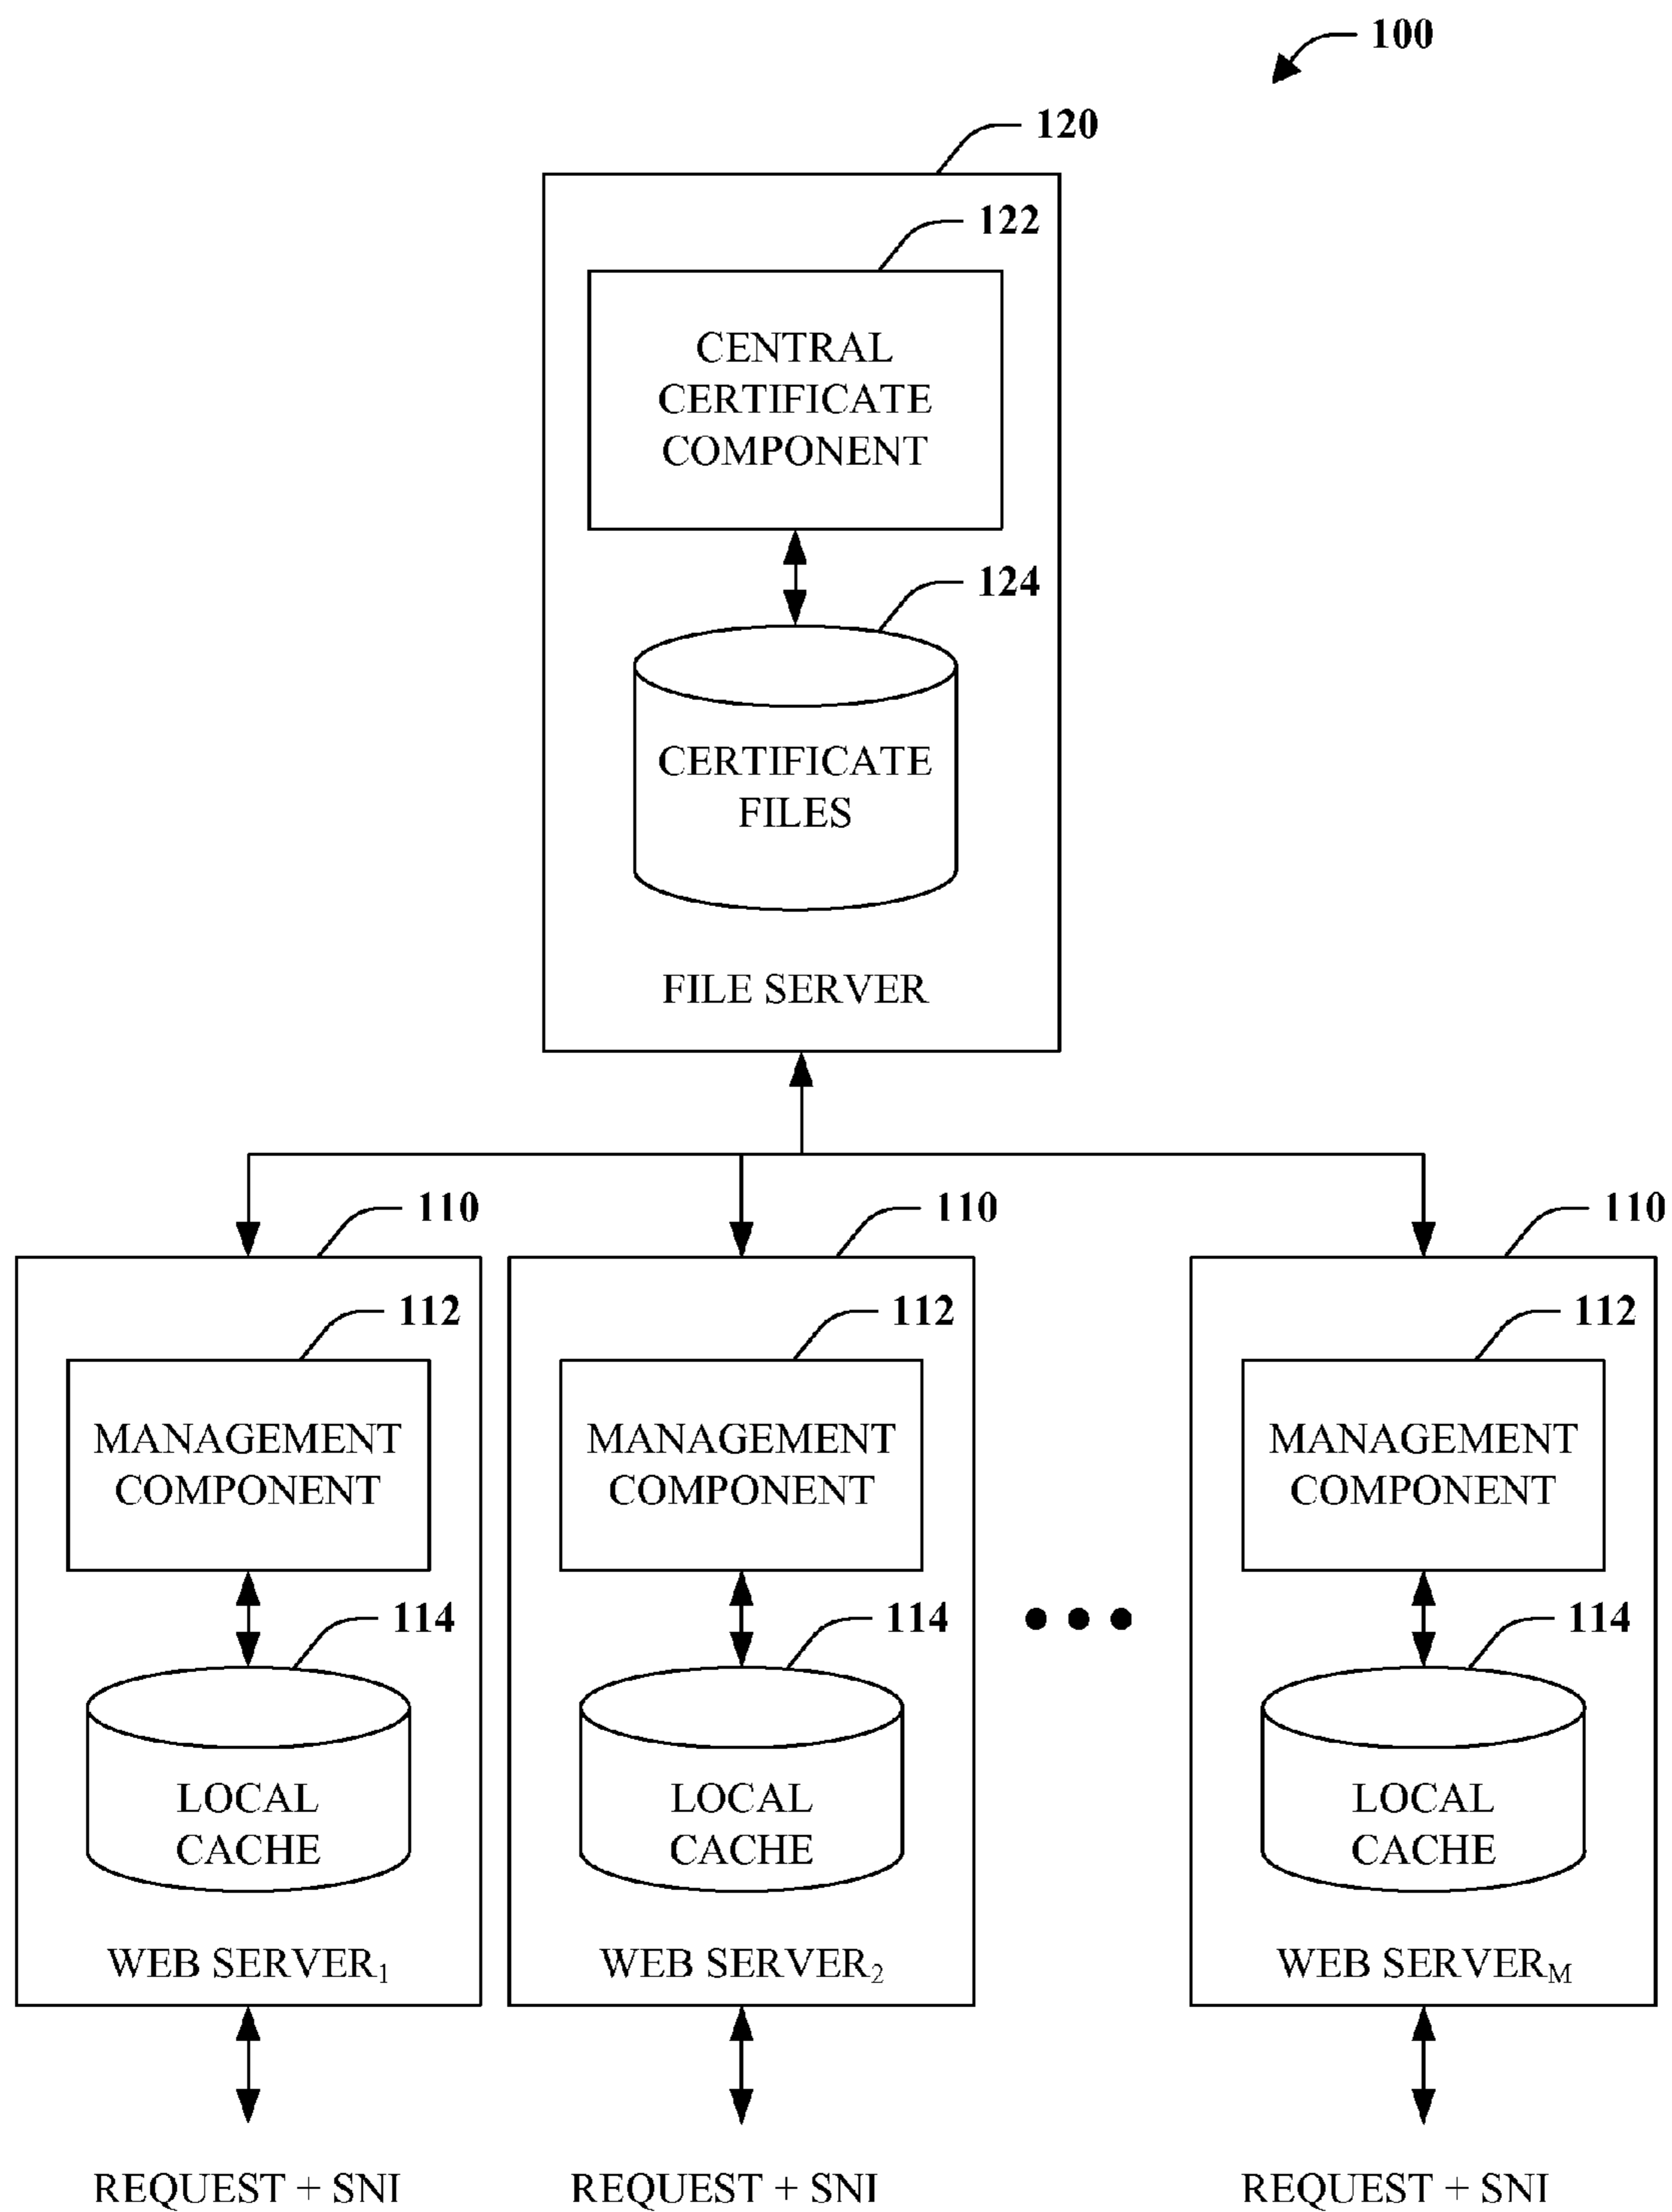 100
120
122
CENTRAL
CERTIFICATE
COMPONENT
124
CERTIFICATE
FILES
FILE SERVER
110
110
110
112
112
112
MANAGEMENT
COMPONENT
MANAGEMENT
COMPONENT
MANAGEMENT
COMPONENT
114
114
114
LOCAL
CACHE
LOCAL
CACHE
LOCAL
CACHE
WEB SERVER₁
WEB SERVER₂
WEB SERVER_M
REQUEST + SNI
REQUEST + SNI
REQUEST + SNI